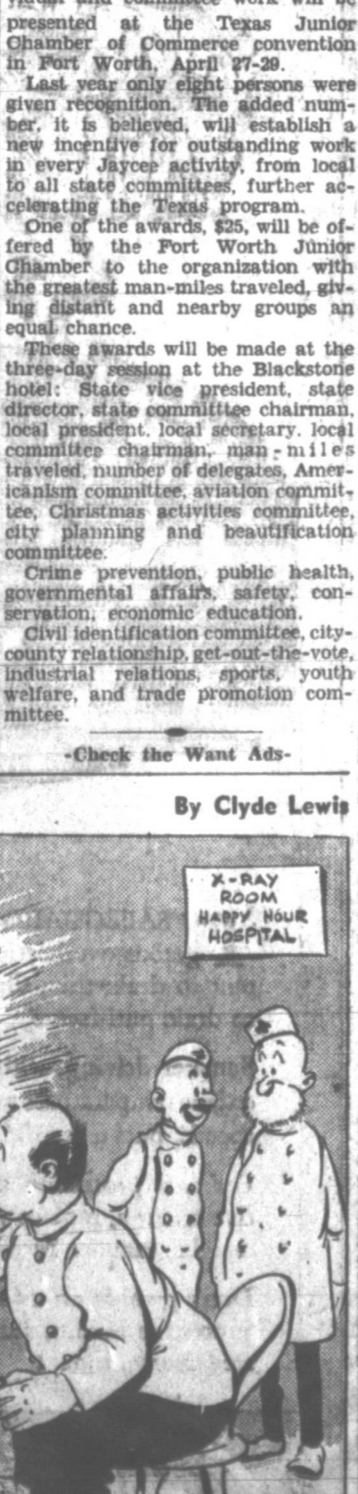 vidual and committee work will be
presented at the Texas Junior
Chamber of Commerce convention
in Fort Worth, April 27-29.
Last year only eight persons were
given recognition. The added num-
ber, it is believed, will establish a
new incentive for outstanding work
in every Jaycee activity, from local
to all state committees, further ac-
celerating the Texas program.
One of the awards, $25, will be of-
fered by the Fort Worth Junior
Chamber to the organization with
the greatest man-miles traveled, giv-
ing distant and nearby groups an
equal chance.
These awards will be made at the
three-day session at the Blackstone
hotel: State vice president, state
director, state committtee chairman,
local president, local secretary, local
committee chairman, man-miles
traveled, number of delegates, Amer-
icanism committee, aviation commit-
tee, Christmas activities committee,
city planning and beautification
committee.
Crime prevention, public health,
governmental affairs, safety, con-
servation, economic education.
Civil identification committee, city-
county relationship, get-out-the-vote,
industrial relations, sports, youth
welfare, and trade promotion com-
mittee.
-Check the Want Ads-
By Clyde Lewis
X-RAY
ROOM
HAPPY HOUR
HOSPITAL